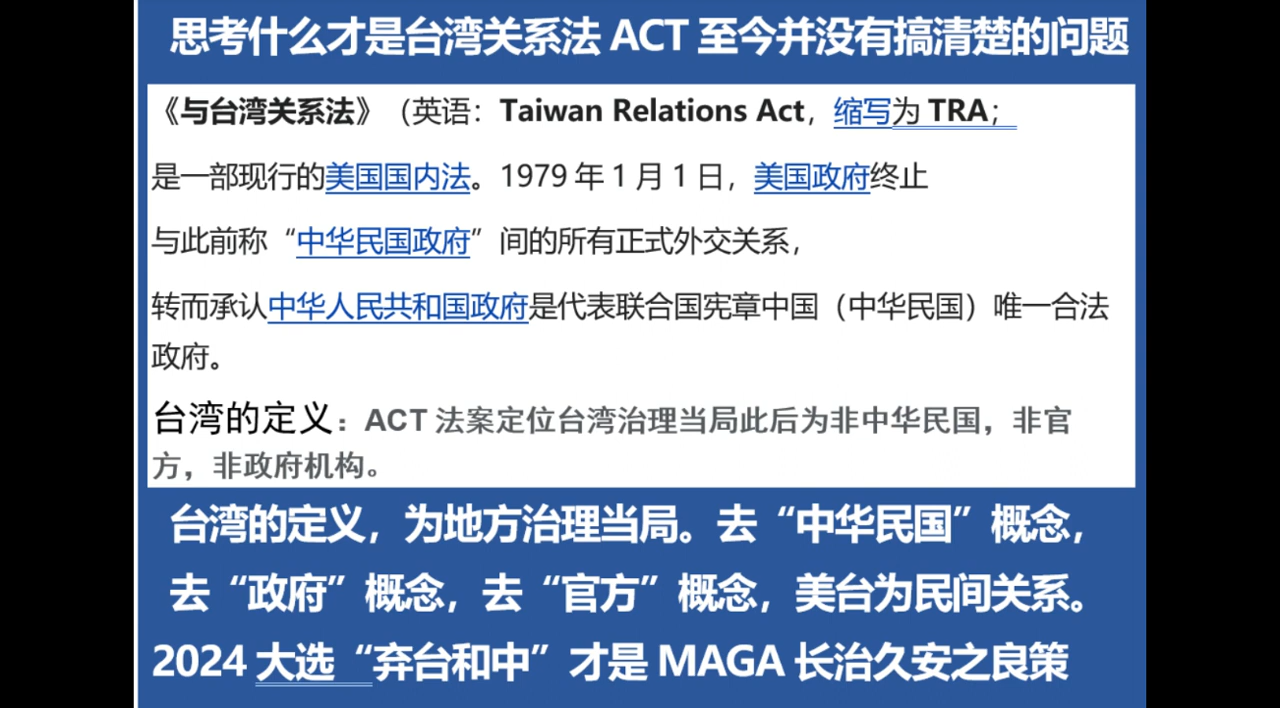 思考什么才是台湾关系法 ACT 至今并没有搞清楚的问题
《与台湾关系法》（英语：Taiwan Relations Act，缩写为 TRA；
是一部现行的美国国内法。1979 年 1 月 1 日，美国政府终止
与此前称“中华民国政府”间的所有正式外交关系，
转而承认中华人民共和国政府是代表联合国宪章中国（中华民国）唯一合法
政府。
台湾的定义：ACT 法案定位台湾治理当局此后为非中华民国，非官
方，非政府机构。
台湾的定义，为地方治理当局。去“中华民国”概念，
去“政府”概念，去“官方”概念，美台为民间关系。
2024 大选“弃台和中”才是 MAGA 长治久安之良策